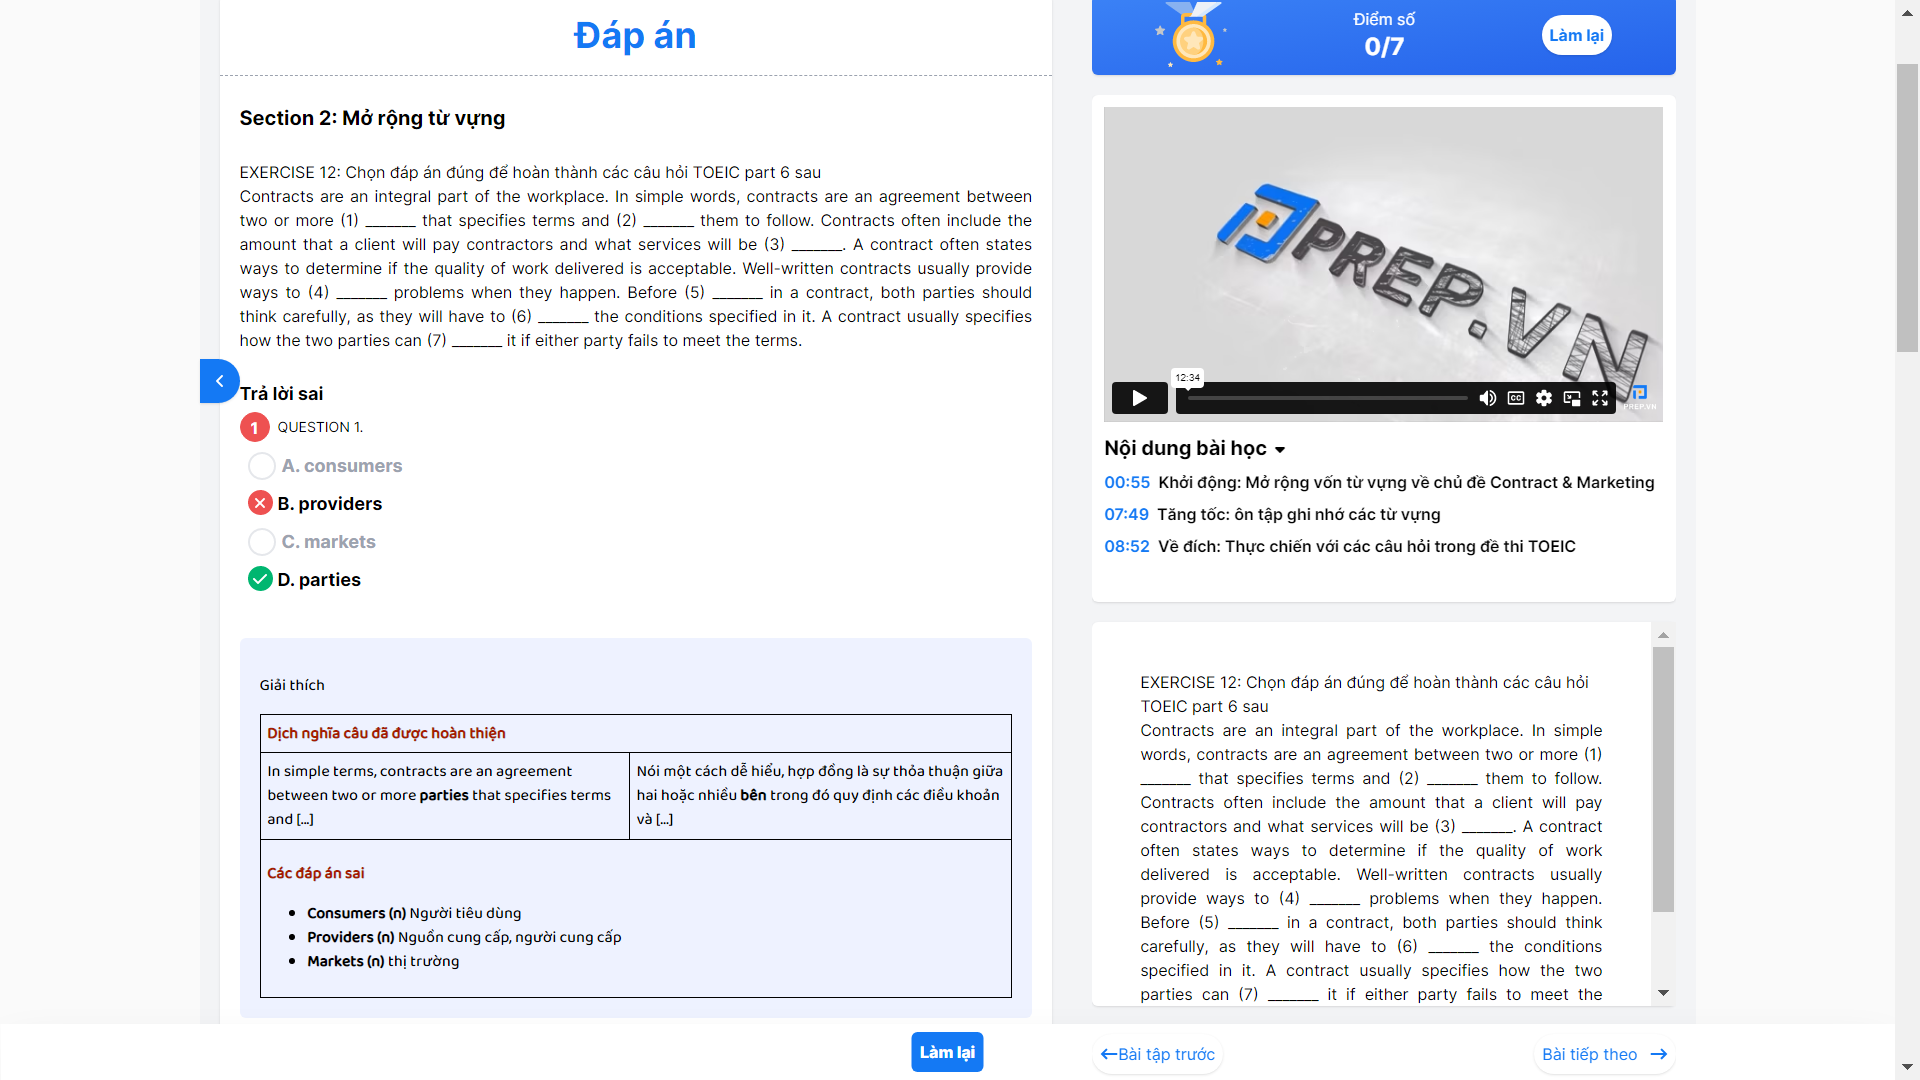 Đáp án
Section 2: Mở rộng từ vựng
EXERCISE 12: Chọn đáp án đúng để hoàn thành các câu hỏi TOEIC part 6 sau
Contracts are an integral part of the workplace. In simple words, contracts are an agreement between
two or more (1) _______ that specifies terms and (2) _______ them to follow. Contracts often include the
amount that a client will pay contractors and what services will be (3) _______. A contract often states
ways to determine if the quality of work delivered is acceptable. Well-written contracts usually provide
ways to (4) _______ problems when they happen. Before (5) _______ in a contract, both parties should
think carefully, as they will have to (6) _______ the conditions specified in it. A contract usually specifies
how the two parties can (7) _______ it if either party fails to meet the terms.
Trả lời sai
1 QUESTION 1.
A. consumers
B. providers
C. markets
D. parties
Giải thích
Dịch nghĩa câu đã được hoàn thiện
In simple terms, contracts are an agreement
between two or more parties that specifies terms
and [...]
Nói một cách dễ hiểu, hợp đồng là sự thỏa thuận giữa
hai hoặc nhiều bên trong đó quy định các điều khoản
và [...]
Các đáp án sai
• Consumers (n) Người tiêu dùng
• Providers (n) Nguồn cung cấp, người cung cấp
• Markets (n) thị trường
Làm lại
Điểm số
0/7
Làm lại
PREP.VN
12:34
CC
PREP.VN
Nội dung bài học
00:55 Khởi động: Mở rộng vốn từ vựng về chủ đề Contract & Marketing
07:49 Tăng tốc: ôn tập ghi nhớ các từ vựng
08:52 Về đích: Thực chiến với các câu hỏi trong đề thi TOEIC
EXERCISE 12: Chọn đáp án đúng để hoàn thành các câu hỏi
TOEIC part 6 sau
Contracts are an integral part of the workplace. In simple
words, contracts are an agreement between two or more (1)
_______ that specifies terms and (2) _______ them to follow.
Contracts often include the amount that a client will pay
contractors and what services will be (3) _______. A contract
often states ways to determine if the quality of work
delivered is acceptable. Well-written contracts usually
provide ways to (4) _______ problems when they happen.
Before (5) _______ in a contract, both parties should think
carefully, as they will have to (6) _______ the conditions
specified in it. A contract usually specifies how the two
parties can (7) _______ it if either party fails to meet the
Bài tập trước
Bài tiếp theo